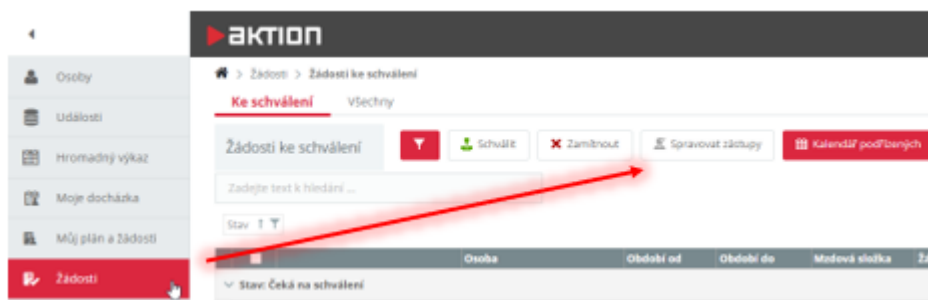 aktion
Osoby
Události
Hromadný výkaz
Moje docházka
Můj plán a žádosti
Žádosti
> Žádosti > Žádosti ke schválení
Ke schválení Všechny
Žádosti ke schválení Schválit Zamítnout Spravovat zástupy Kalendář podřízených
Zadejte text k hledání ...
Stav ↑
Osoba Období od Období do Mzdová složka
Stav: Čeká na schválení